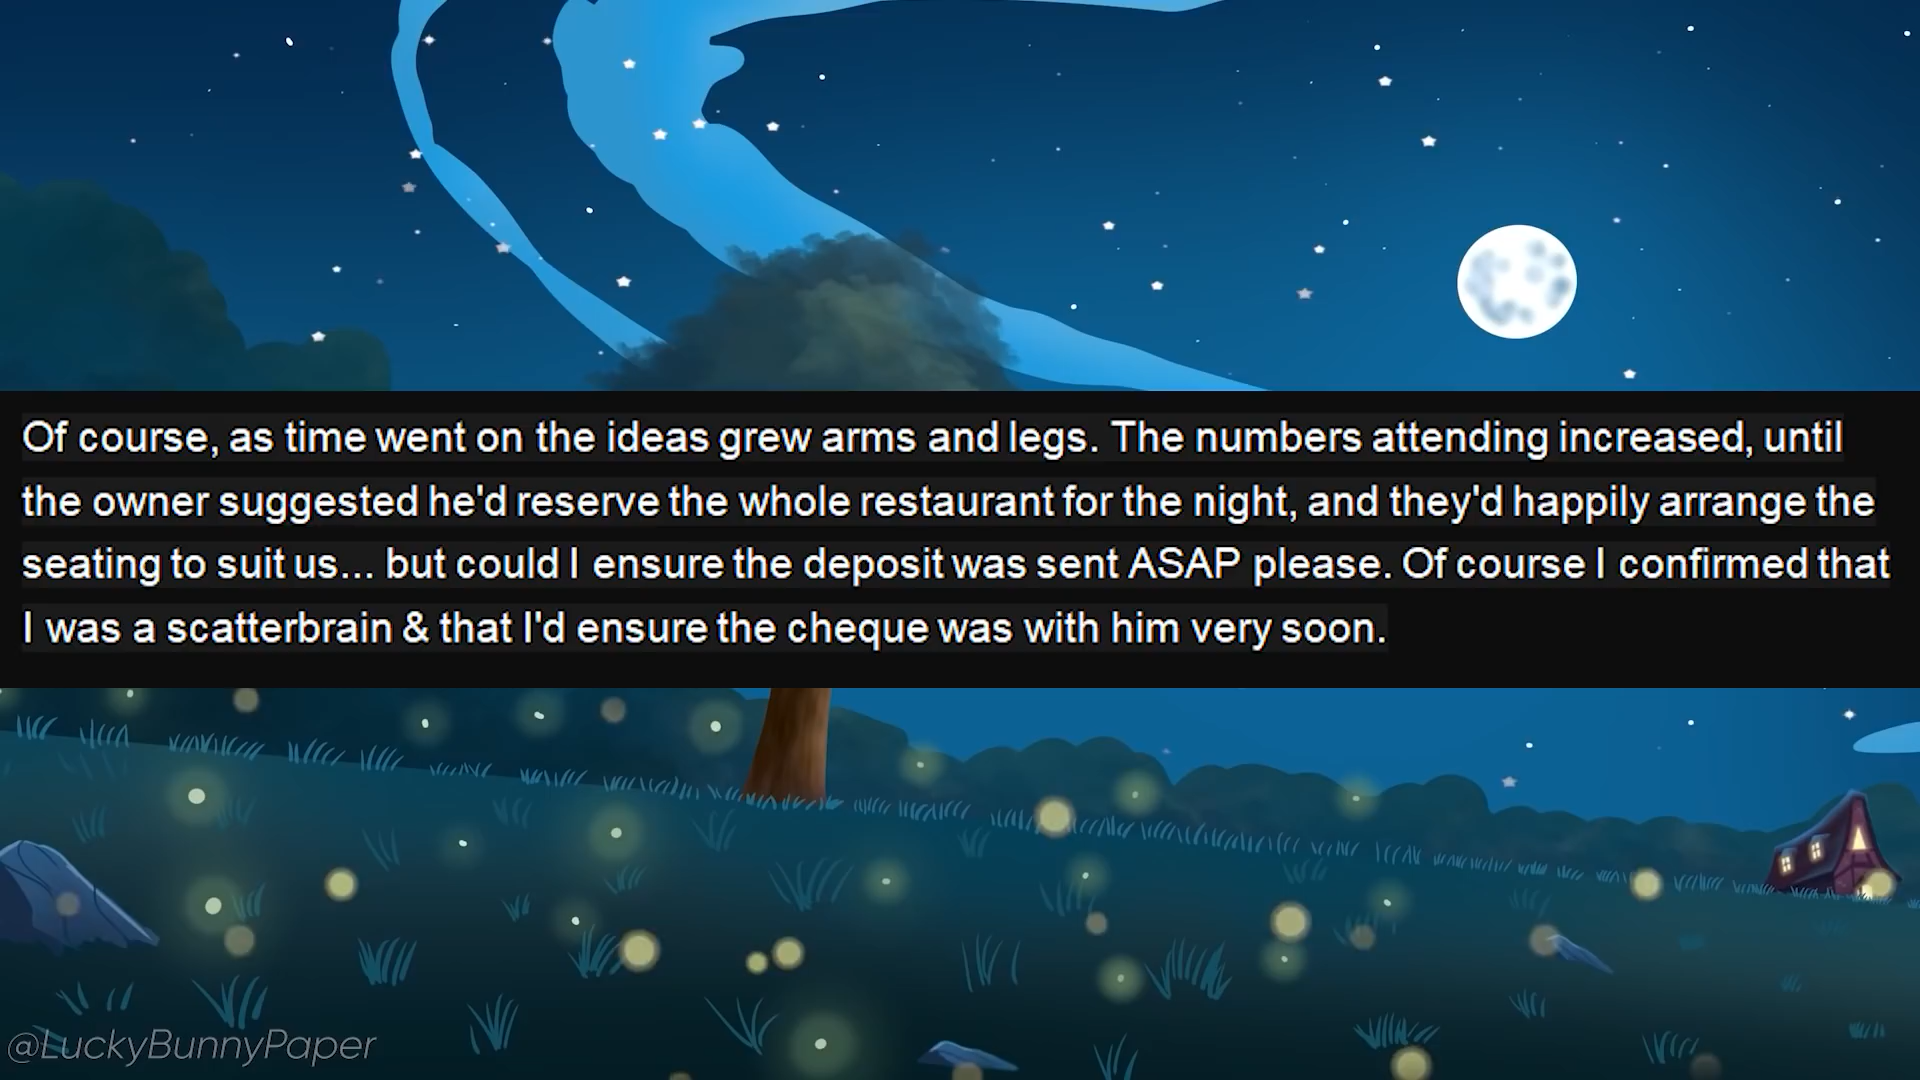 Of course, as time went on the ideas grew arms and legs. The numbers attending increased, until
the owner suggested he'd reserve the whole restaurant for the night, and they'd happily arrange the
seating to suit us... but could I ensure the deposit was sent ASAP please. Of course I confirmed that
I was a scatterbrain & that I'd ensure the cheque was with him very soon.
@LuckyBunnyPaper